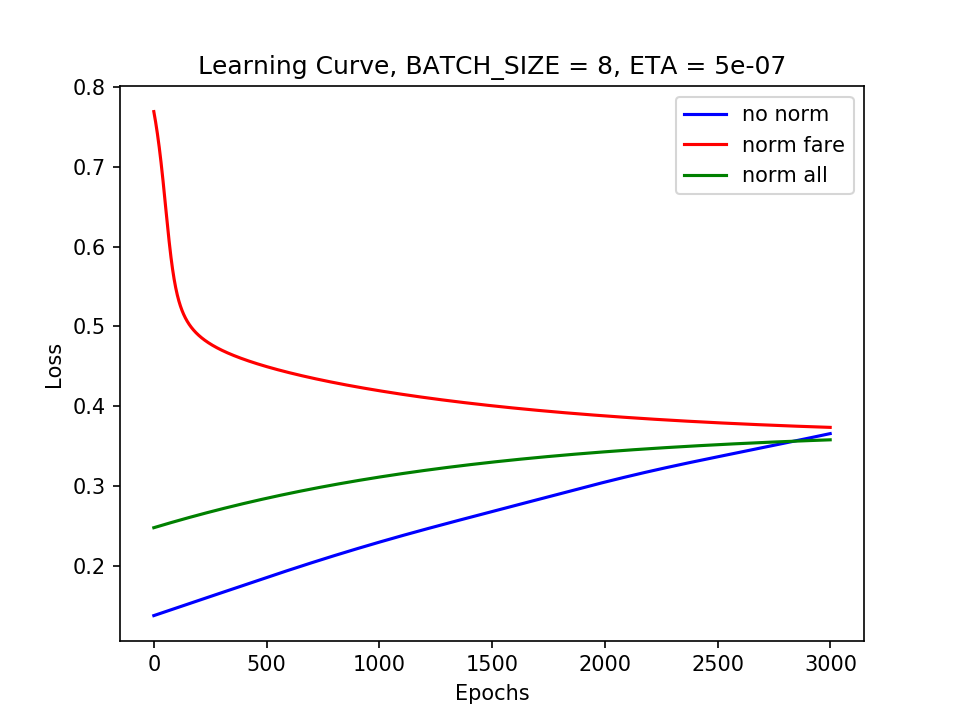 Learning Curve, BATCH_SIZE = 8, ETA = 5e-07
no norm
norm fare
norm all
Loss
0.8
0.7
0.6
0.5
0.4
0.3
0.2
0
500
1000
1500
2000
2500
3000
Epochs